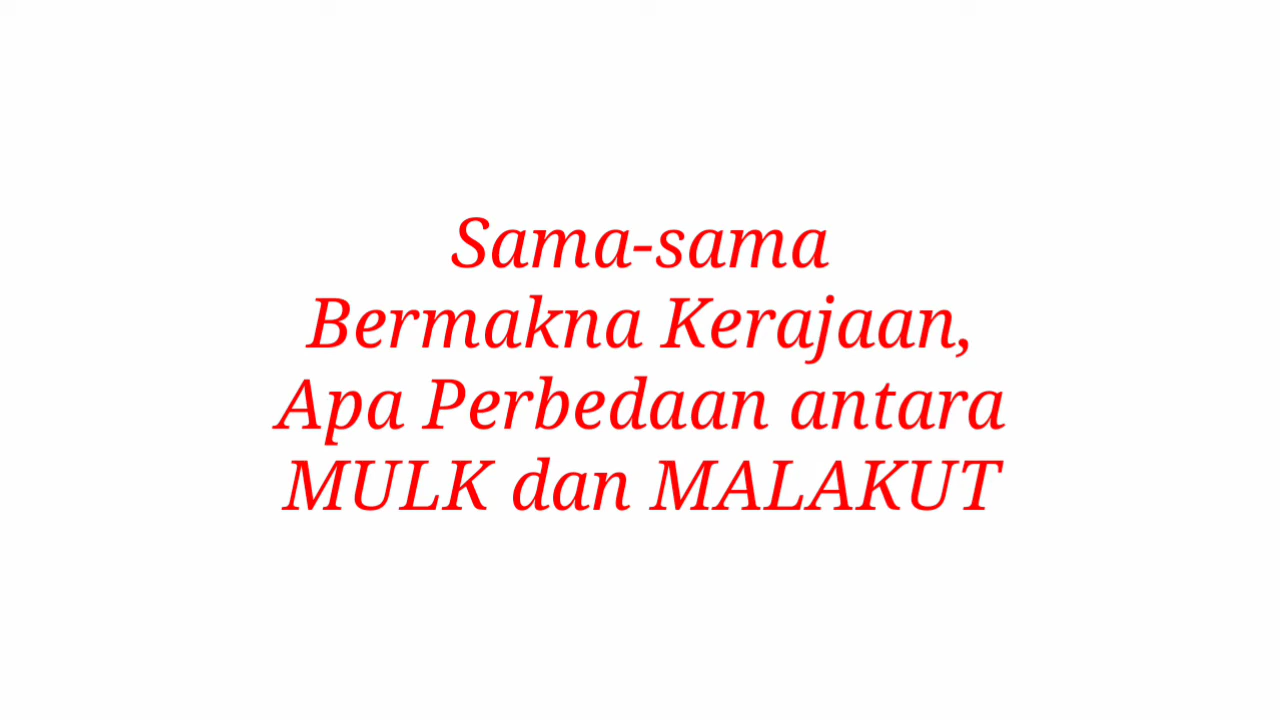 Sama-sama
Bermakna Kerajaan,
Apa Perbedaan antara
MULK dan MALAKUT